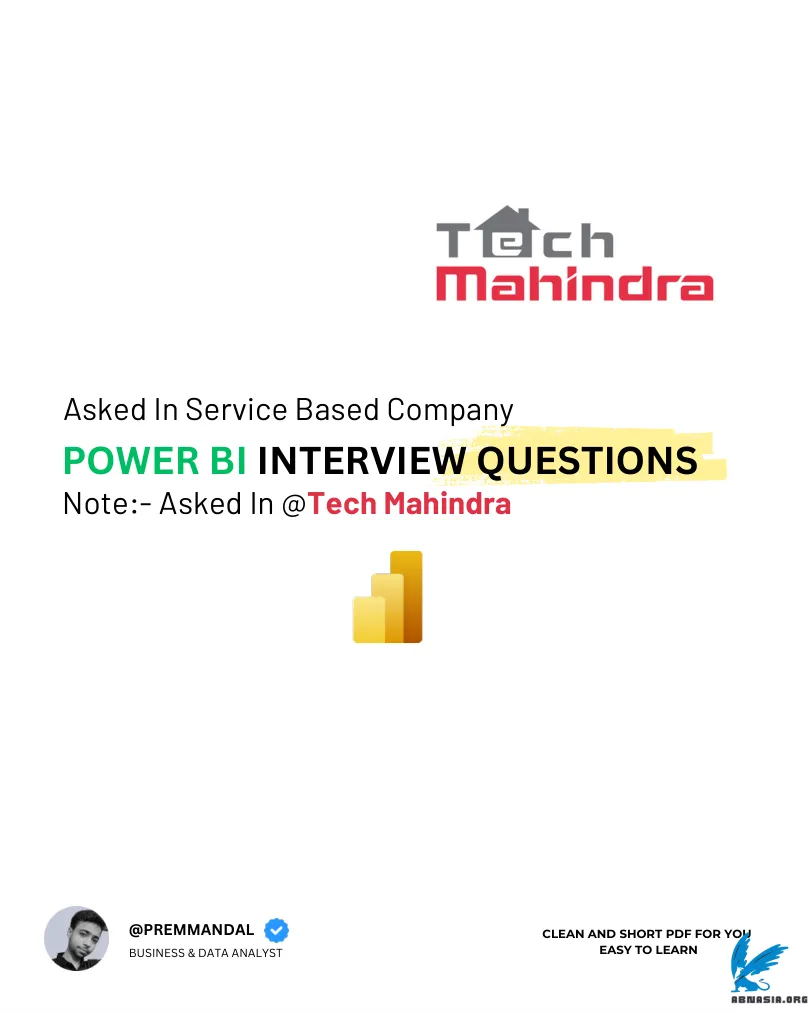 Tech
Mahindra
Asked In Service Based Company
POWER BI INTERVIEW QUESTIONS
Note:- Asked In @Tech Mahindra
@PREMMANDAL
BUSINESS & DATA ANALYST
CLEAN AND SHORT PDF FOR YOU
EASY TO LEARN
ABNASIA.ORG